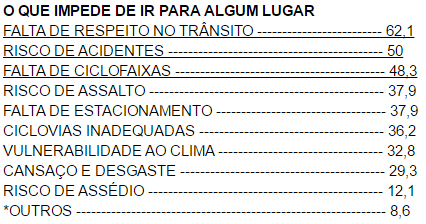 O QUE IMPEDE DE IR PARA ALGUM LUGAR
FALTA DE RESPEITO NO TRÂNSITO ------------------------- 62,1
RISCO DE ACIDENTES ------------------------------------------- 50
FALTA DE CICLOFAIXAS ------------------------------------------ 48,3
RISCO DE ASSALTO ----------------------------------------------- 37,9
FALTA DE ESTACIONAMENTO ---------------------------------- 37,9
CICLOVIAS INADEQUADAS ------------------------------------- 36,2
VULNERABILIDADE AO CLIMA --------------------------------- 32,8
CANSAÇO E DESGASTE ----------------------------------------- 29,3
RISCO DE ASSÉDIO ----------------------------------------------- 12,1
*OUTROS -------------------------------------------------------------- 8,6